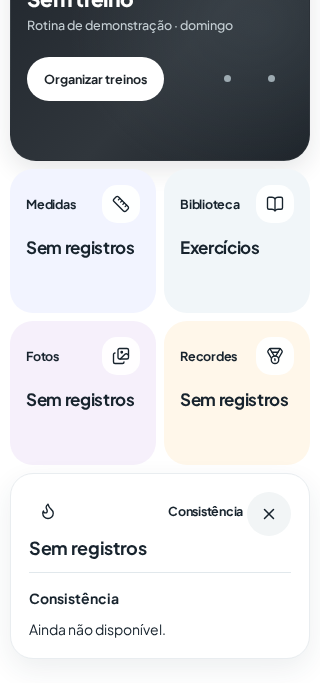 Sem treino
Rotina de demonstração · domingo
Organizar treinos
Medidas
Sem registros
Biblioteca
Exercícios
Fotos
Sem registros
Recordes
Sem registros
Consistência
Sem registros
Consistência
Ainda não disponível.